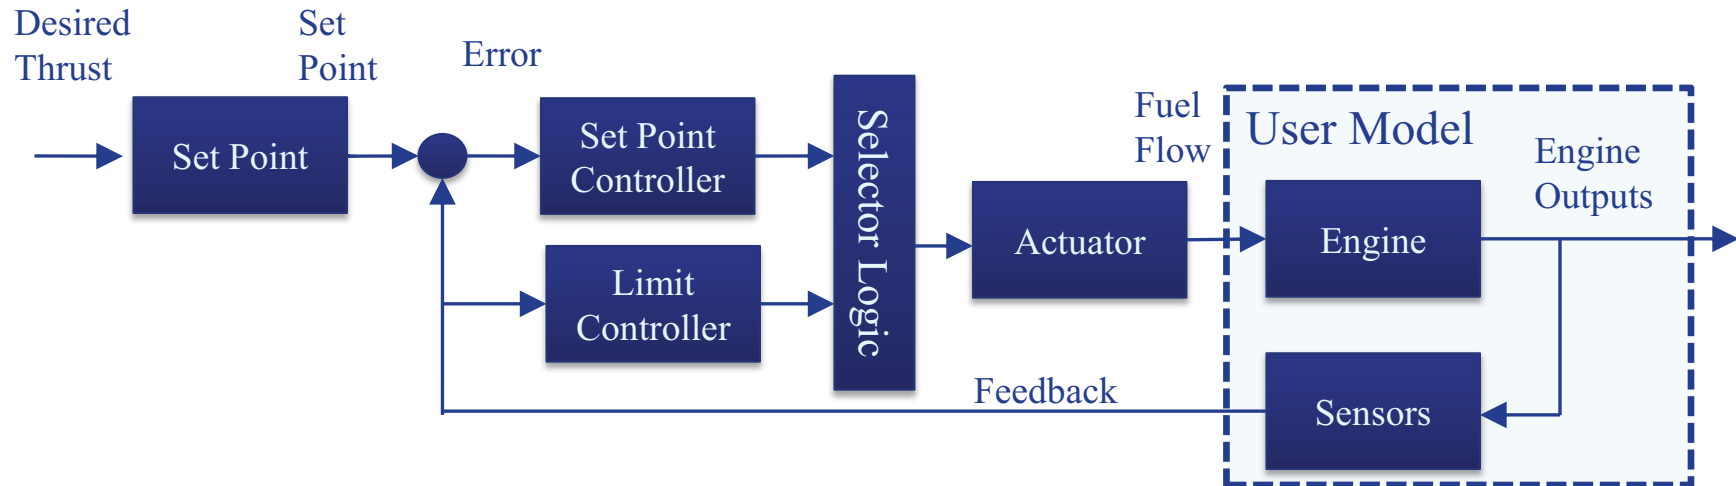 Desired
Thrust
Set
Point
Error
Set Point
Set Point
Controller
Limit
Controller
Selector Logic
Actuator
Fuel
Flow
User Model
Engine
Engine
Outputs
Sensors
Feedback